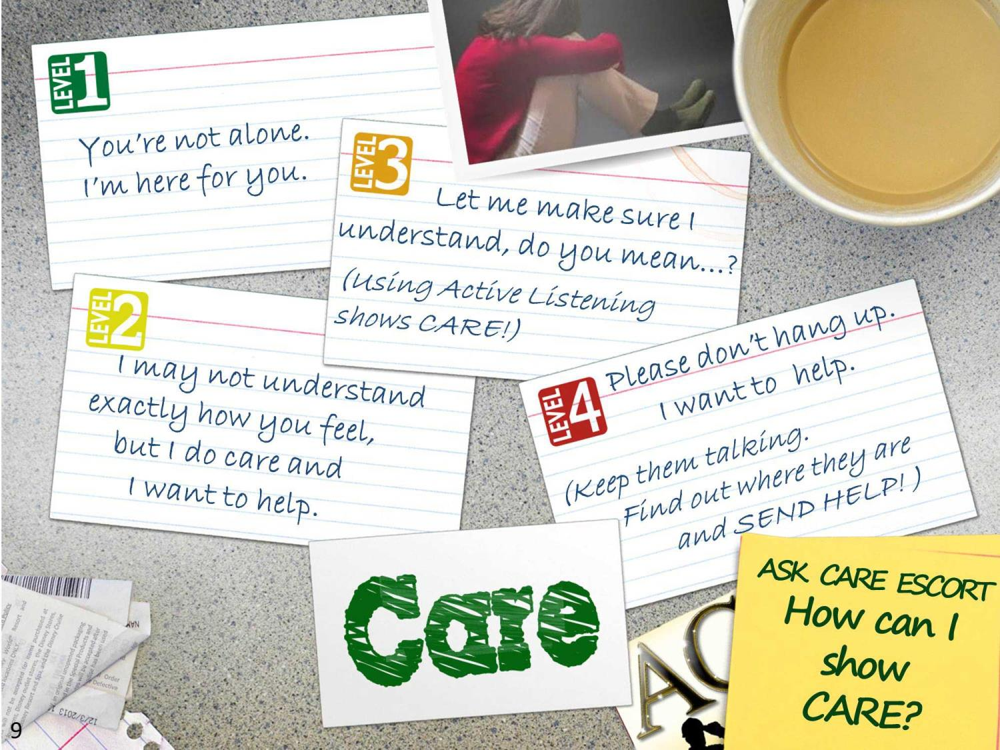 LEVEL 1
You're not alone.
I'm here for you.
LEVEL 3
Let me make sure I
understand, do you mean...?
(Using Active Listening
shows CARE!)
LEVEL 2
I may not understand
exactly how you feel,
but I do care and
I want to help.
LEVEL 4
Please don't hang up.
I want to help.
(Keep them talking.
Find out where they are
and SEND HELP! )
Care
AC
ASK CARE ESCORT
How can I
show
CARE?
Order
Defective
12/3/2013
9